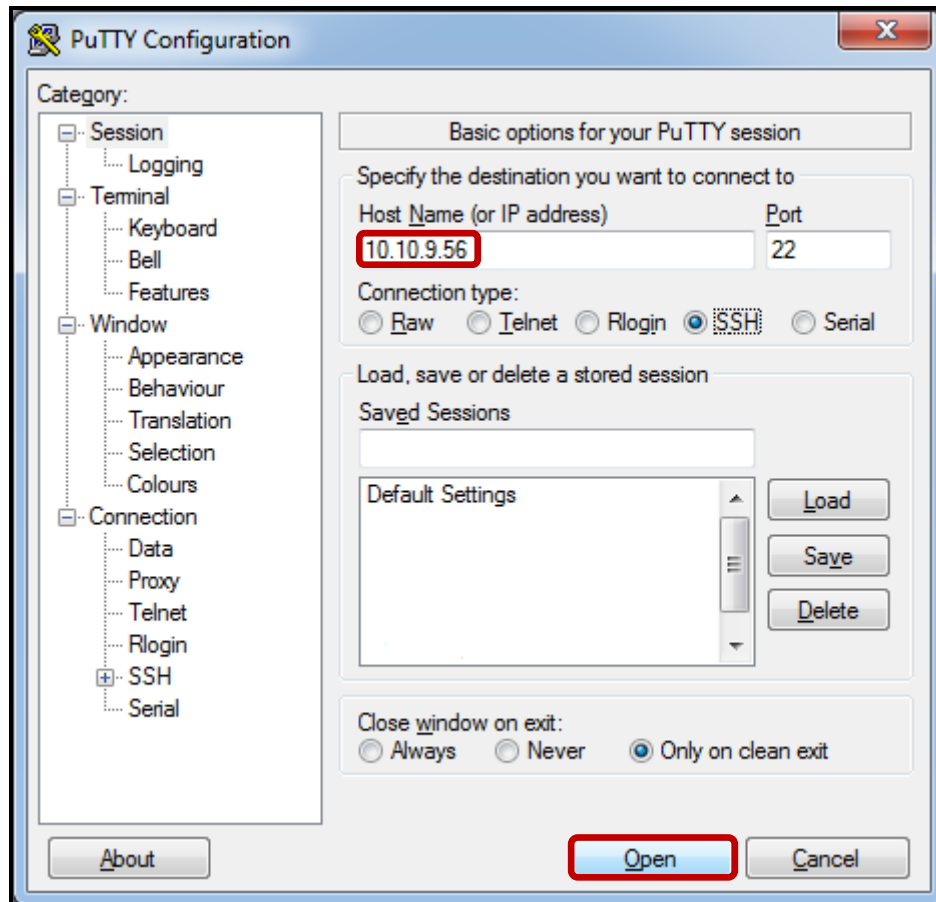 PuTTY Configuration
Category:
Session
Logging
Terminal
Keyboard
Bell
Features
Window
Appearance
Behaviour
Translation
Selection
Colours
Connection
Data
Proxy
Telnet
Rlogin
SSH
Serial
Basic options for your PuTTY session
Specify the destination you want to connect to
Host Name (or IP address) Port
10.10.9.56 22
Connection type:
Raw Telnet Rlogin SSH Serial
Load, save or delete a stored session
Saved Sessions
Default Settings
Load
Save
Delete
Close window on exit:
Always Never Only on clean exit
About Open Cancel